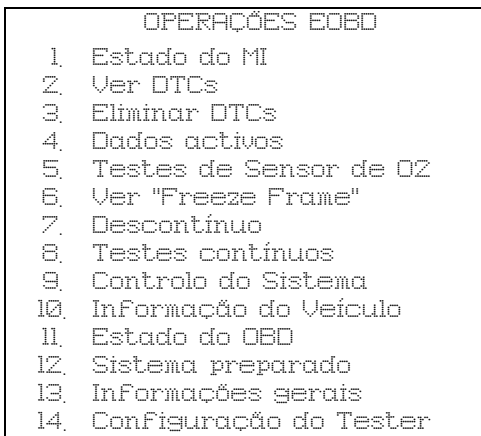 OPERAÇÕES EOBD
1. Estado do MI
2. Ver DTCs
3. Eliminar DTCs
4. Dados activos
5. Testes de Sensor de O2
6. Ver "Freeze Frame"
7. Descontínuo
8. Testes contínuos
9. Controlo do Sistema
10. Informação do Veículo
11. Estado do OBD
12. Sistema preparado
13. Informações gerais
14. Configuração do Tester